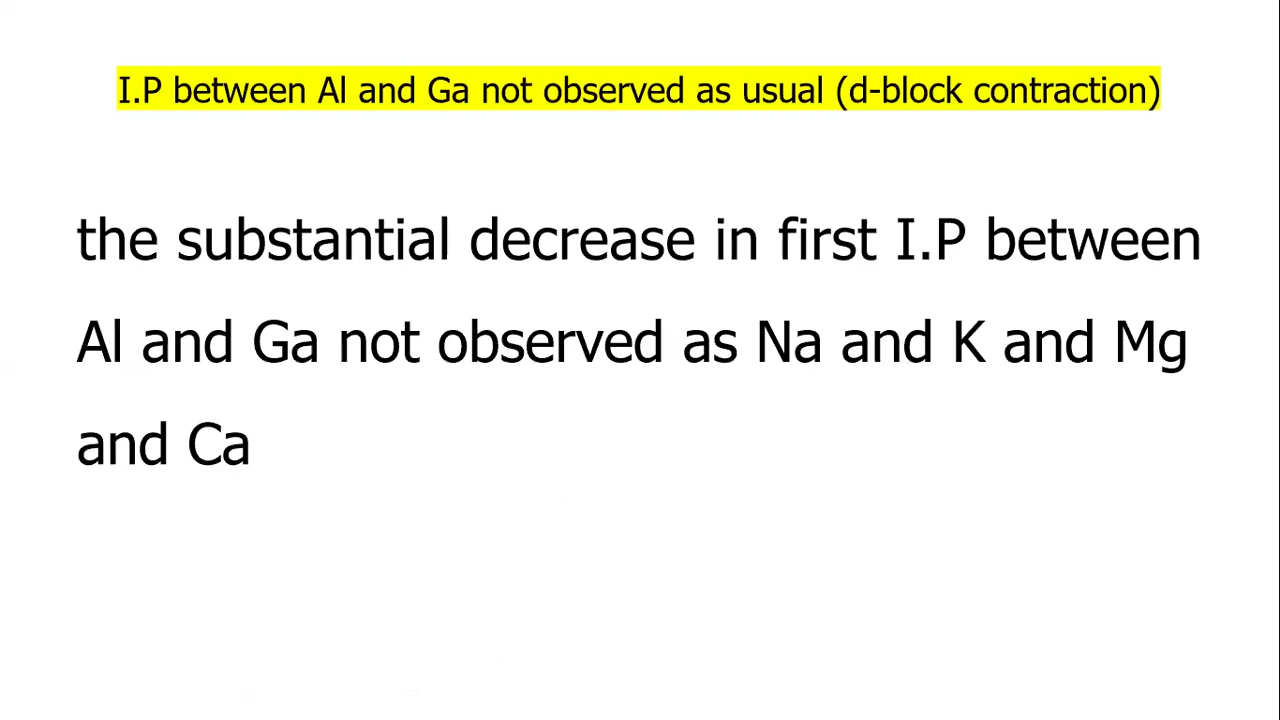 I.P between Al and Ga not observed as usual (d-block contraction)
the substantial decrease in first I.P between
Al and Ga not observed as Na and K and Mg
and Ca